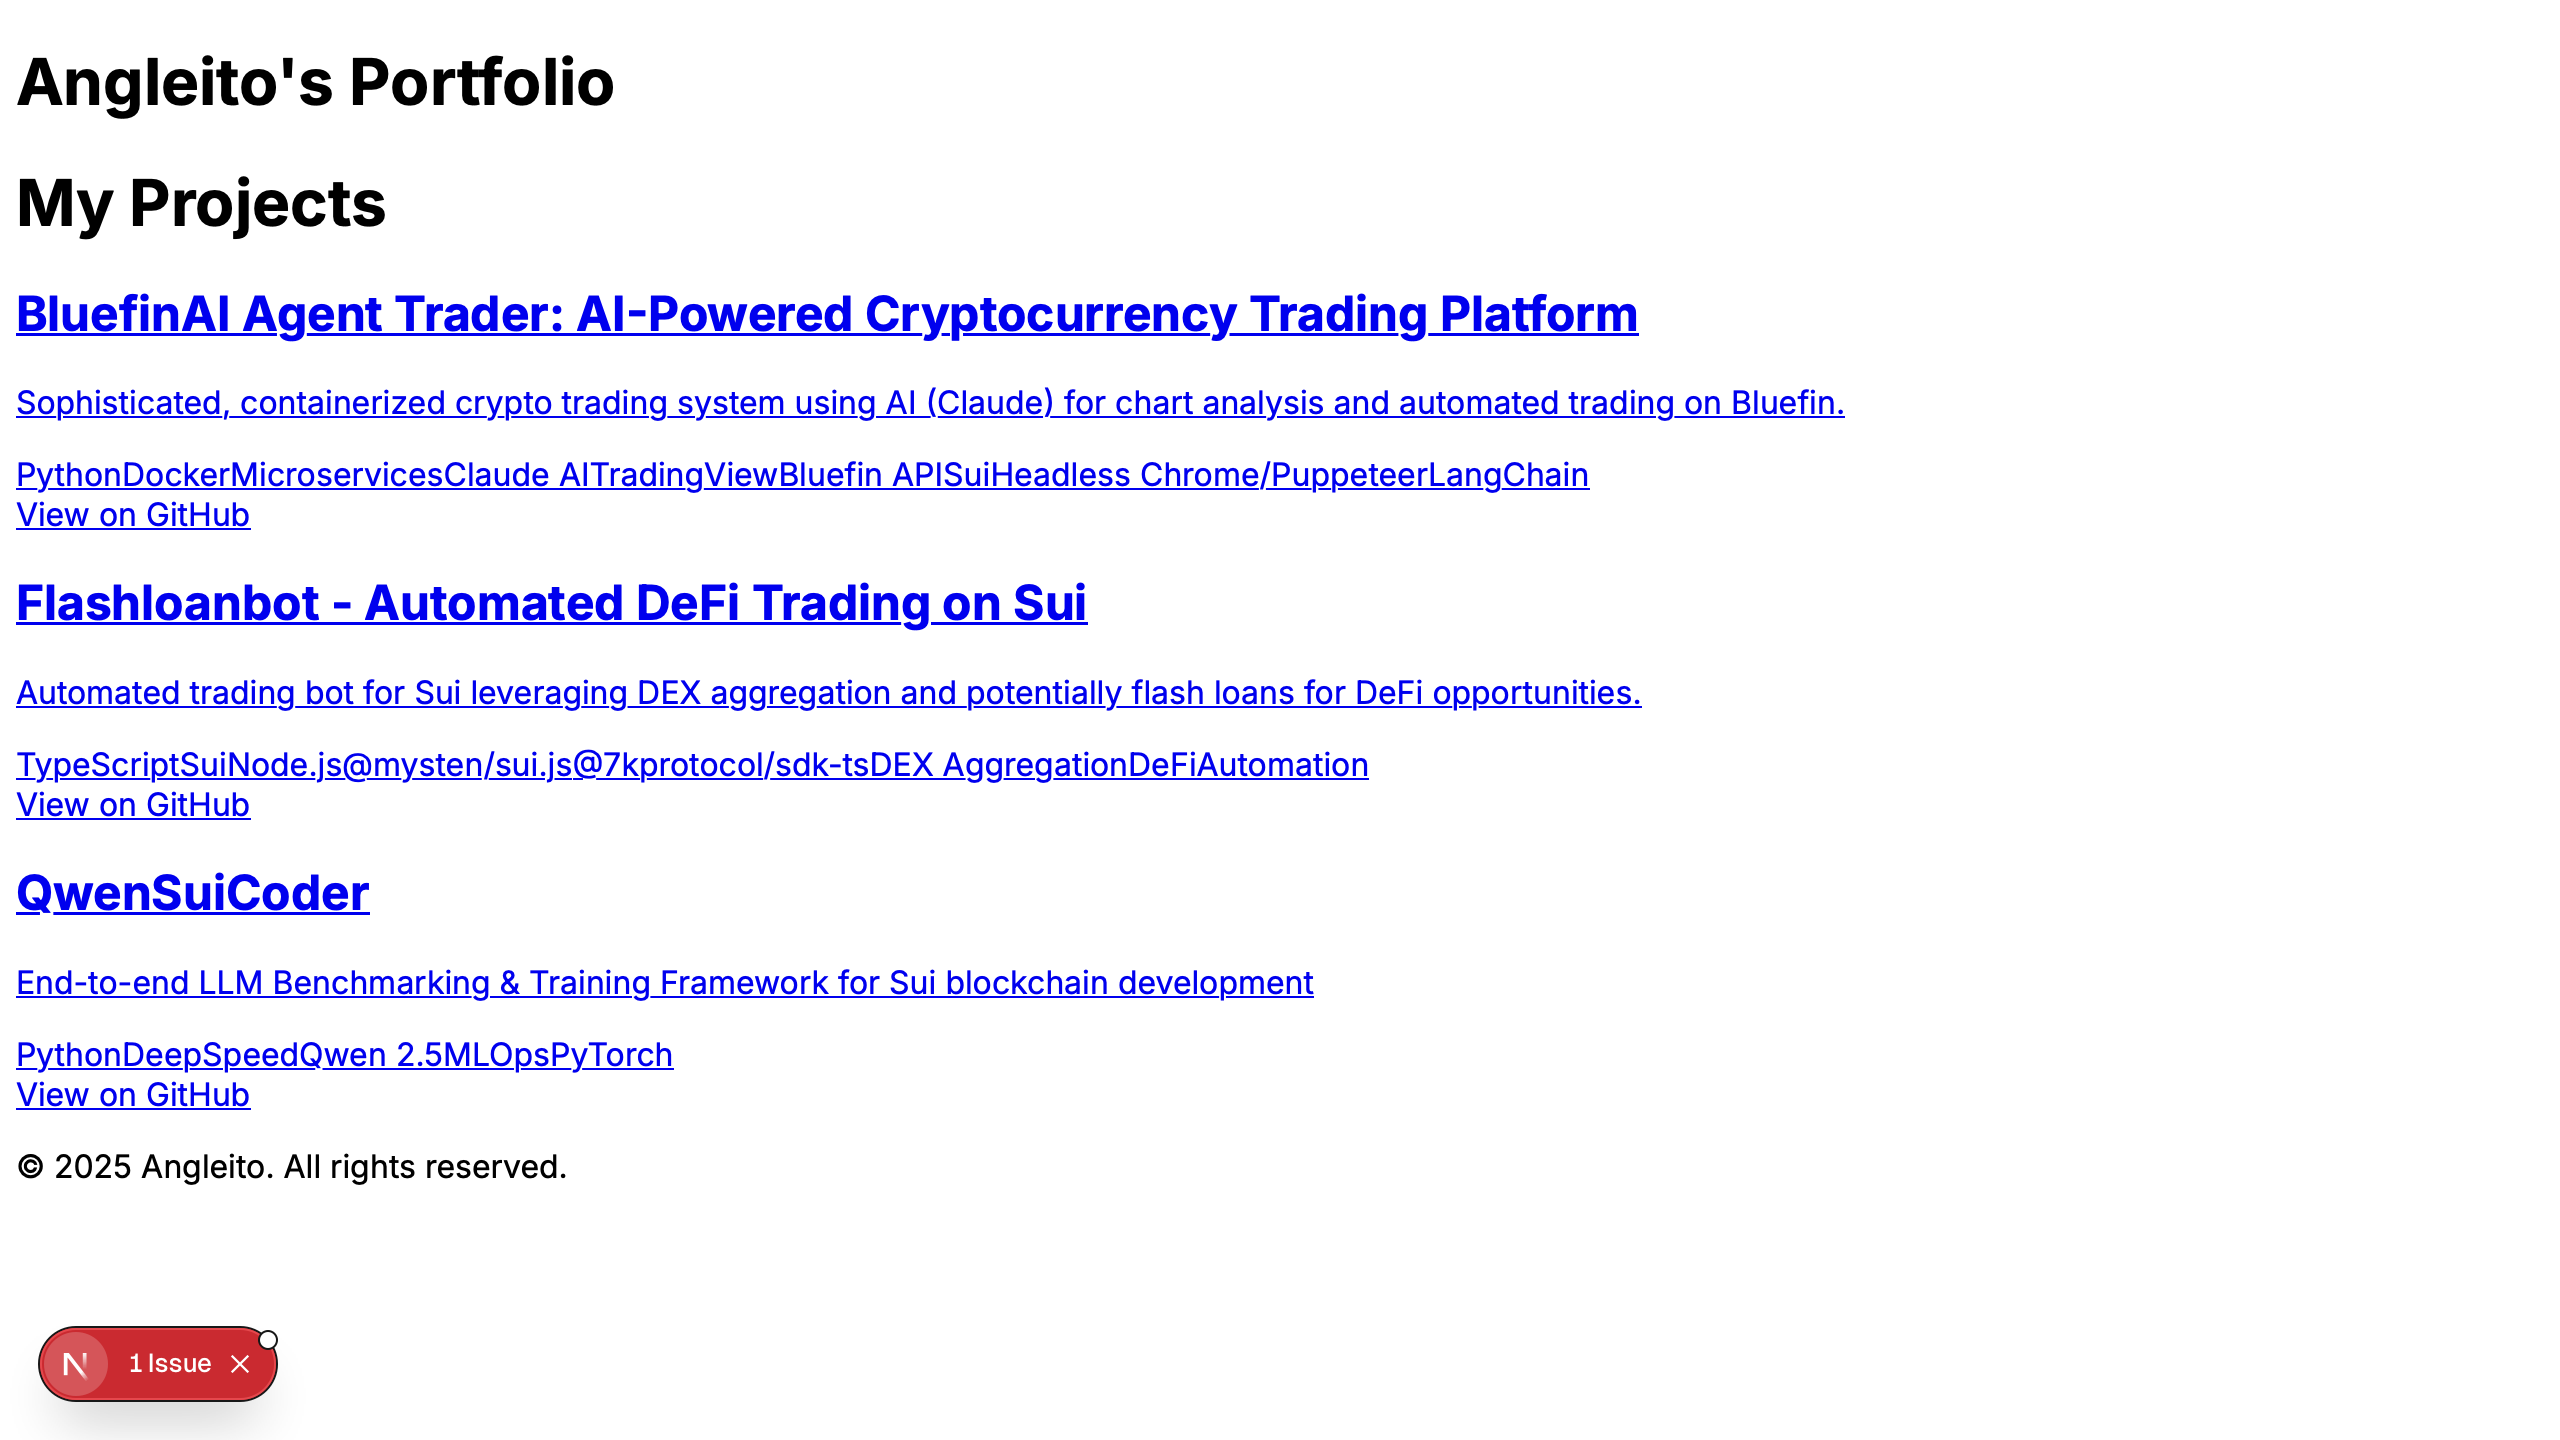 Angleito's Portfolio
My Projects
BluefinAI Agent Trader: AI-Powered Cryptocurrency Trading Platform
Sophisticated, containerized crypto trading system using AI (Claude) for chart analysis and automated trading on Bluefin.
PythonDockerMicroservicesClaude AITradingViewBluefin APISuiHeadless Chrome/PuppeteerLangChain
View on GitHub
Flashloanbot - Automated DeFi Trading on Sui
Automated trading bot for Sui leveraging DEX aggregation and potentially flash loans for DeFi opportunities.
TypeScriptSuiNode.js@mysten/sui.js@7kprotocol/sdk-tsDEX AggregationDeFiAutomation
View on GitHub
QwenSuiCoder
End-to-end LLM Benchmarking & Training Framework for Sui blockchain development
PythonDeepSpeedQwen 2.5MLOpsPyTorch
View on GitHub
© 2025 Angleito. All rights reserved.
N 1 Issue